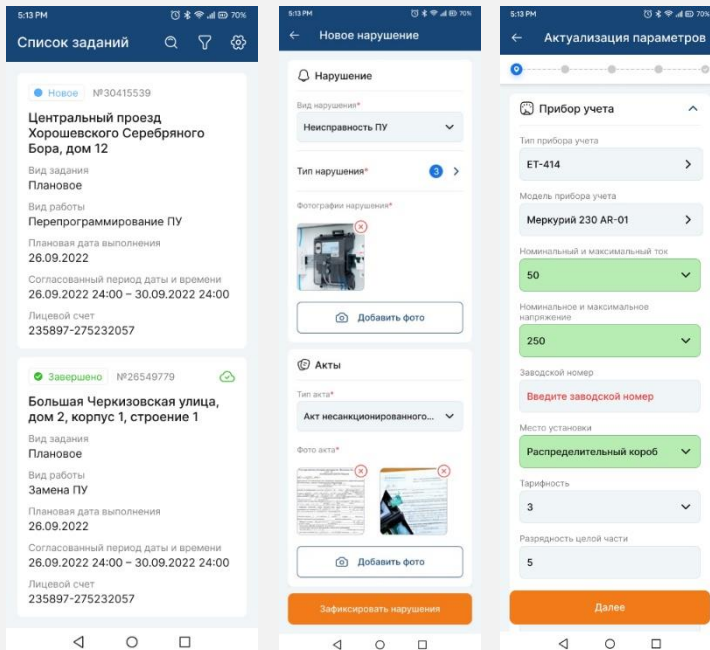 5:13 PM
70%
Список заданий
Новое №30415539
Центральный проезд
Хорошевского Серебряного
Бора, дом 12
Вид задания
Плановое
Вид работы
Перепрограммирование ПУ
Плановая дата выполнения
26.09.2022
Согласованный период даты и времени
26.09.2022 24:00 – 30.09.2022 24:00
Лицевой счет
235897-275232057
Завершено №26549779
Большая Черкизовская улица,
дом 2, корпус 1, строение 1
Вид задания
Плановое
Вид работы
Замена ПУ
Плановая дата выполнения
26.09.2022
Согласованный период даты и времени
26.09.2022 24:00 – 30.09.2022 24:00
Лицевой счет
235897-275232057
5:13 PM
70%
Новое нарушение
Нарушение
Вид нарушения*
Неисправность ПУ
Тип нарушения* 3
Фотографии нарушения*
Добавить фото
Акты
Тип акта*
Акт несанкционированного...
Фото акта*
Добавить фото
Зафиксировать нарушения
5:13 PM
70%
Актуализация параметров
Прибор учета
Тип прибора учета
ЕТ-414
Модель прибора учета
Меркурий 230 AR-01
Номинальный и максимальный ток
50
Номинальное и максимальное
напряжение
250
Заводской номер
Введите заводской номер
Место установки
Распределительный короб
Тарифность
3
Разрядность целой части
5
Далее